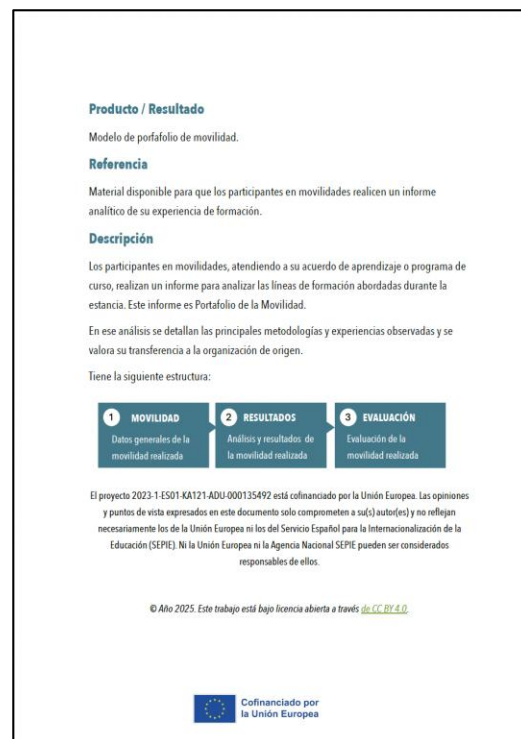 Producto / Resultado
Modelo de porfafolio de movilidad.
Referencia
Material disponible para que los participantes en movilidades realicen un informe
analítico de su experiencia de formación.
Descripción
Los participantes en movilidades, atendiendo a su acuerdo de aprendizaje o programa de
curso, realizan un informe para analizar las líneas de formación abordadas durante la
estancia. Este informe es Portafolio de la Movilidad.
En ese análisis se detallan las principales metodologías y experiencias observadas y se
valora su transferencia a la organización de origen.
Tiene la siguiente estructura:
1 MOVILIDAD
Datos generales de la
movilidad realizada
2 RESULTADOS
Análisis y resultados de
la movilidad realizada
3 EVALUACIÓN
Evaluación de la
movilidad realizada
El proyecto 2023-1-ES01-KA121-ADU-000135492 está cofinanciado por la Unión Europea. Las opiniones
y puntos de vista expresados en este documento solo comprometen a su(s) autor(es) y no reflejan
necesariamente los de la Unión Europea ni los del Servicio Español para la Internacionalización de la
Educación (SEPIE). Ni la Unión Europea ni la Agencia Nacional SEPIE pueden ser considerados
responsables de ellos.
© Año 2025. Este trabajo está bajo licencia abierta a través de CC BY 4.0.
Cofinanciado por
la Unión Europea